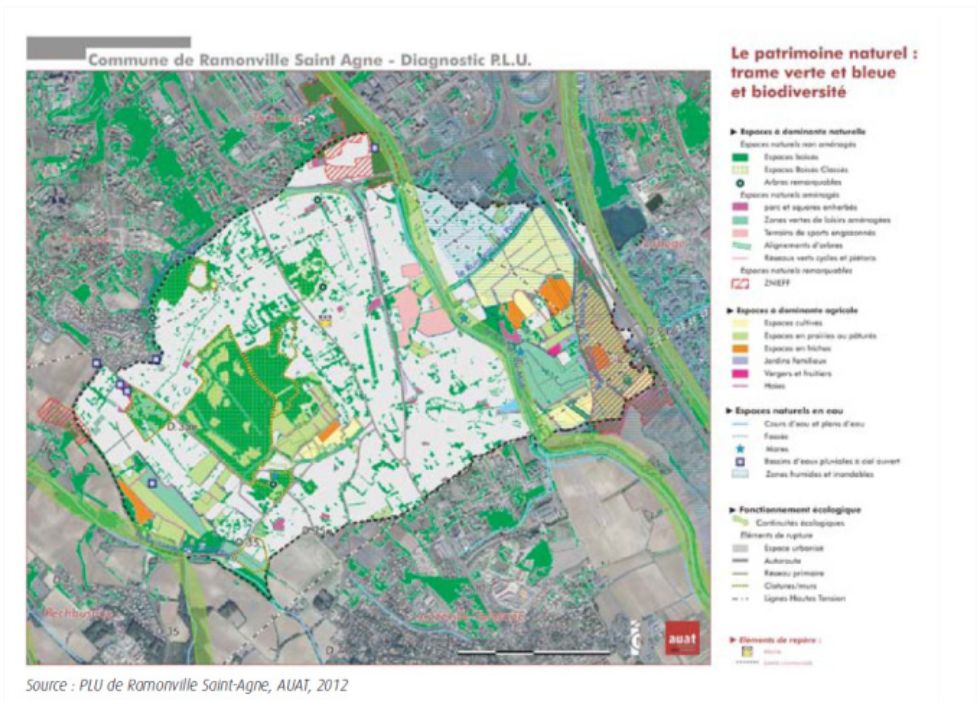 Commune de Ramonville Saint Agne - Diagnostic P.L.U.
Le patrimoine naturel :
trame verte et bleue
et biodiversité
▶ Espaces à dominante naturelle
Espaces naturels non aménagés
Espaces boisés
Espaces Boisés Classés
Arbres remarquables
Espaces naturels aménagés
parc et squares enherbés
Zones vertes de loisirs aménagées
Terrains de sports engazonnés
Alignements d'arbres
Réseaux verts cycles et piétons
Espaces naturels remarquables
ZNIEFF
▶ Espaces à dominante agricole
Espaces cultivés
Espaces en prairies ou pâturés
Espaces en friches
Jardins familiaux
Vergers et fruitiers
Haies
▶ Espaces naturels en eau
Cours d'eau et plans d'eau
Fossés
Mares
Bassins d'eaux pluviales à ciel ouvert
Zones humides et inondables
▶ Fonctionnement écologique
Continuités écologiques
Eléments de rupture
Espace urbanisé
Autoroute
Réseau primaire
Clotures/murs
Lignes Hautes Tension
▶ Eléments de repère :
Mairie
D 35
auat
Source : PLU de Ramonville Saint-Agne, AUAT, 2012